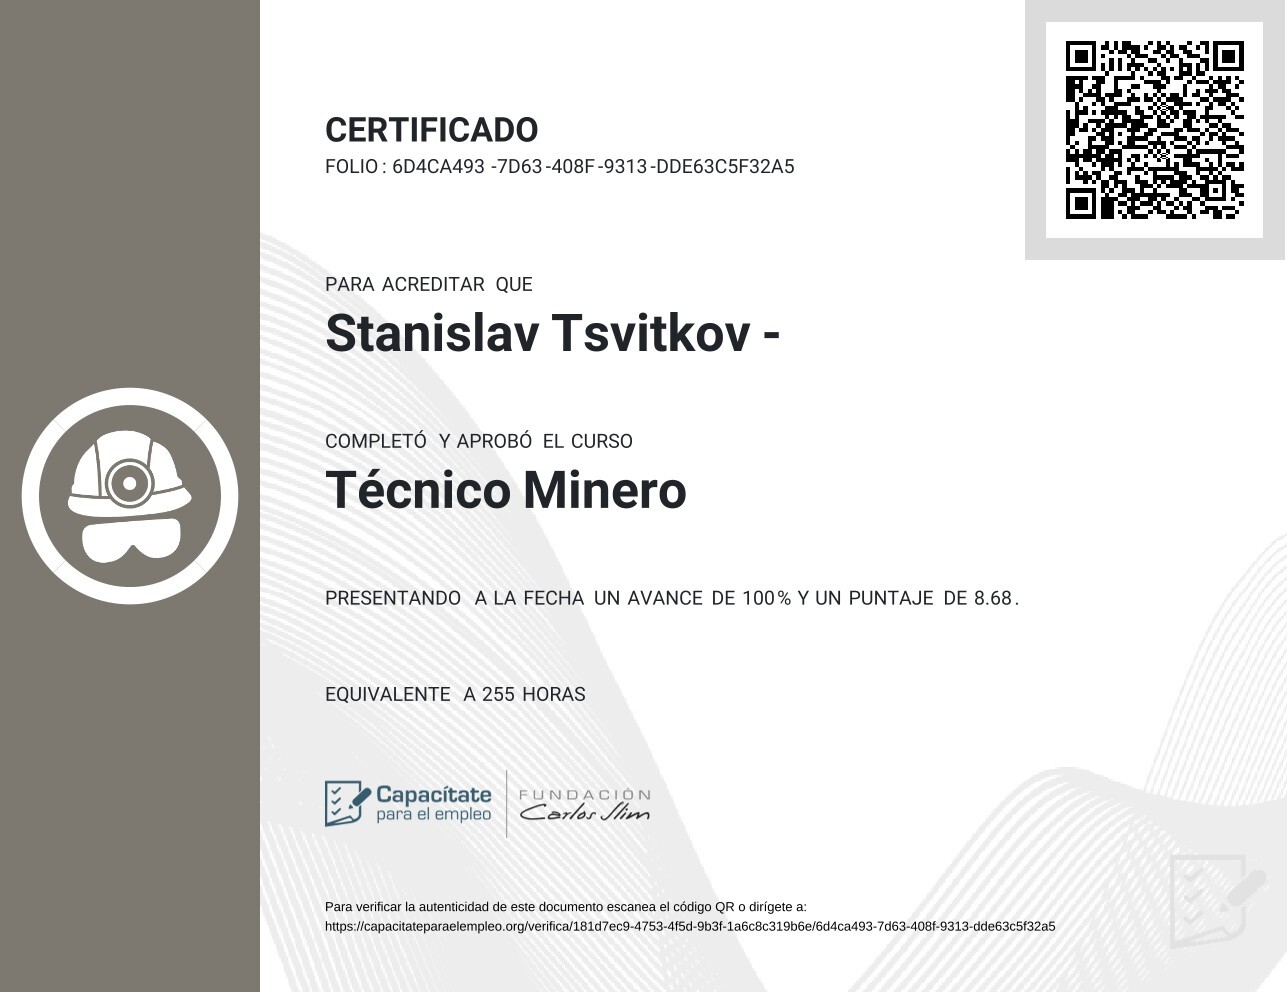 CERTIFICADO
FOLIO: 6D4CA493-7D63-408F-9313-DDE63C5F32A5
PARA ACREDITAR QUE
Stanislav Tsvitkov -
COMPLETÓ Y APROBÓ EL CURSO
Técnico Minero
PRESENTANDO A LA FECHA UN AVANCE DE 100% Y UN PUNTAJE DE 8.68.
EQUIVALENTE A 255 HORAS
Capacítate
para el empleo
FUNDACIÓN
Carlos Slim
Para verificar la autenticidad de este documento escanea el código QR o dirígete a:
https://capacitateparaelempleo.org/verifica/181d7ec9-4753-4f5d-9b3f-1a6c8c319b6e/6d4ca493-7d63-408f-9313-dde63c5f32a5